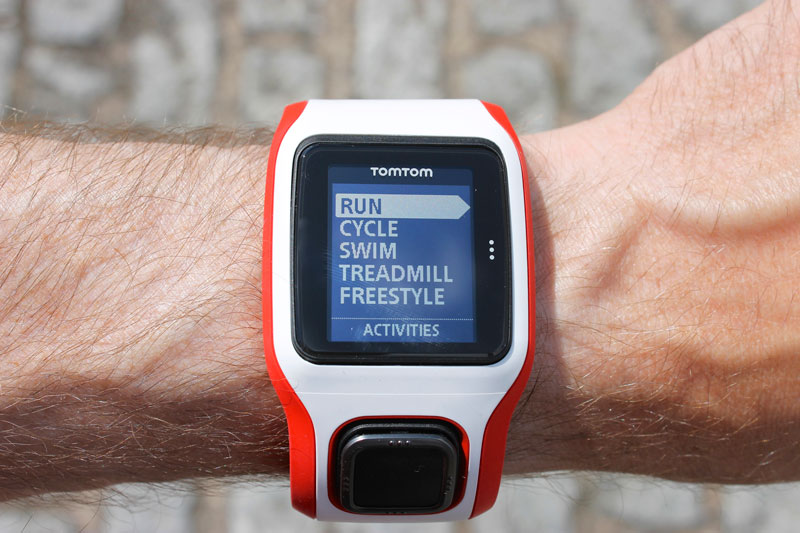 TOMTOM
RUN
CYCLE
SWIM
TREADMILL
FREESTYLE
ACTIVITIES